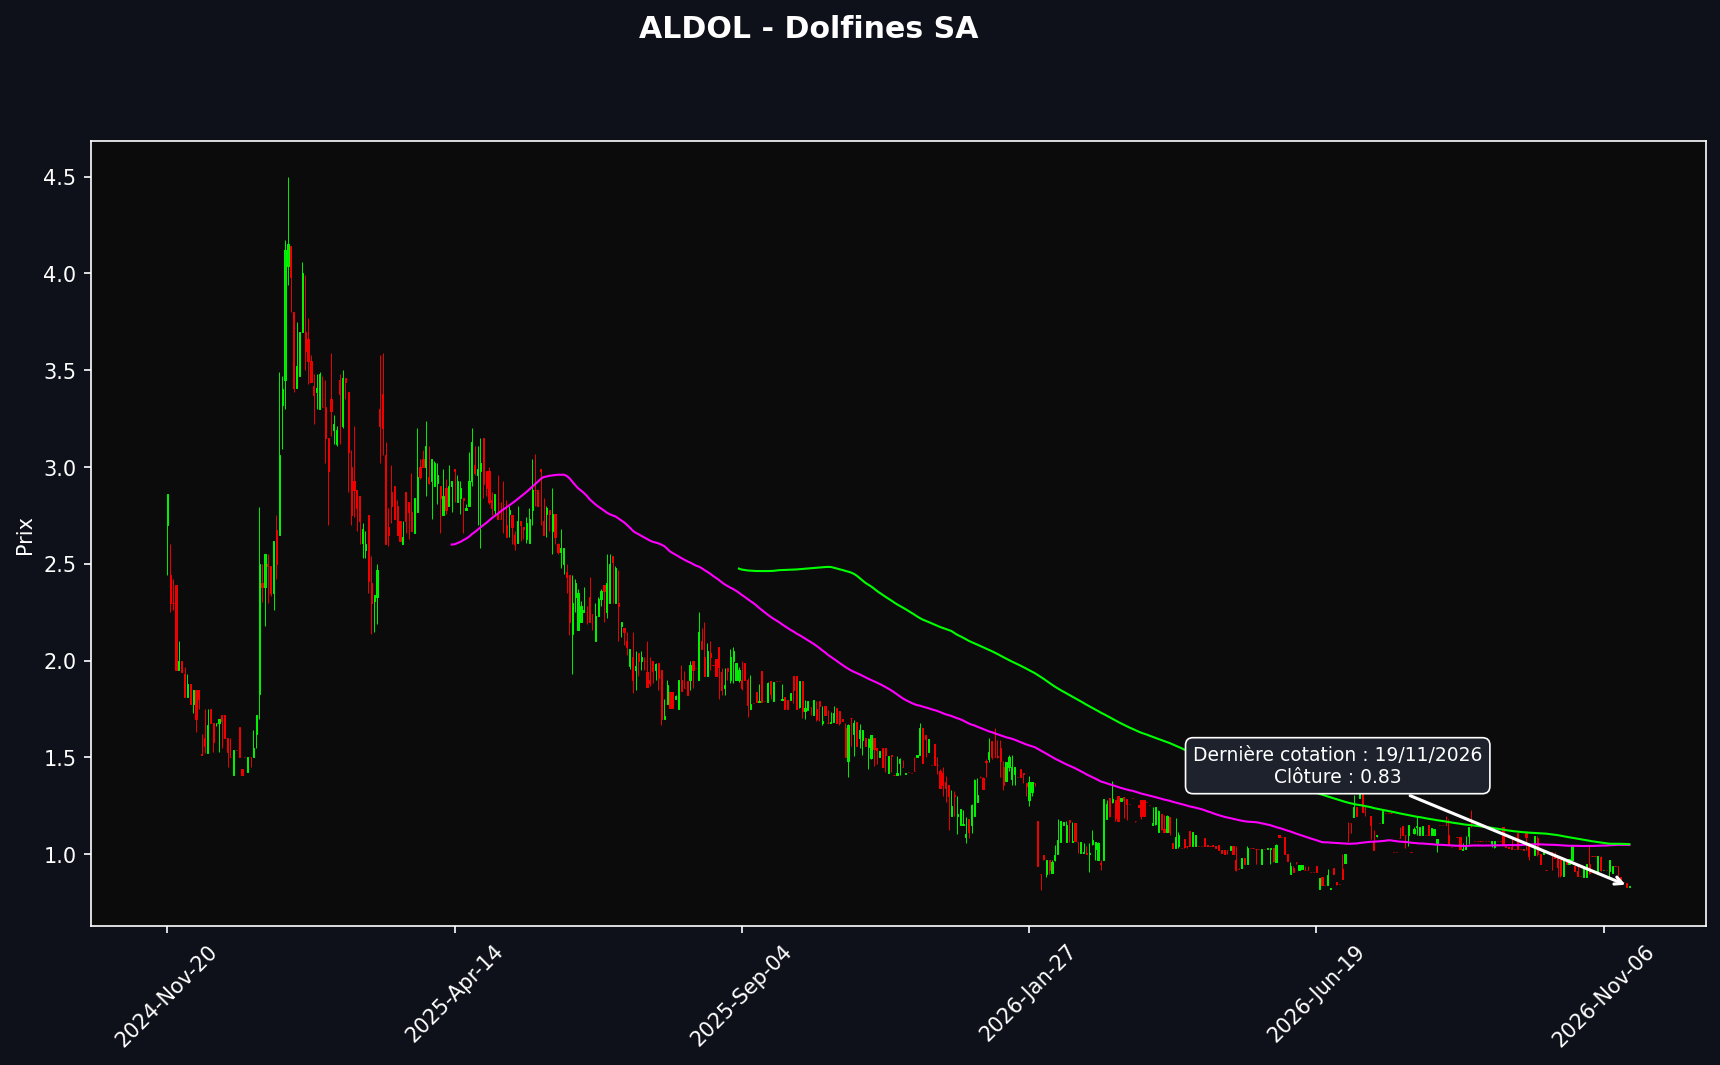 ALDOL - Dolfines SA
Prix
4.5
4.0
3.5
3.0
2.5
2.0
1.5
1.0
Dernière cotation : 19/11/2026
Clôture : 0.83
2024-Nov-20
2025-Apr-14
2025-Sep-04
2026-Jan-27
2026-Jun-19
2026-Nov-06